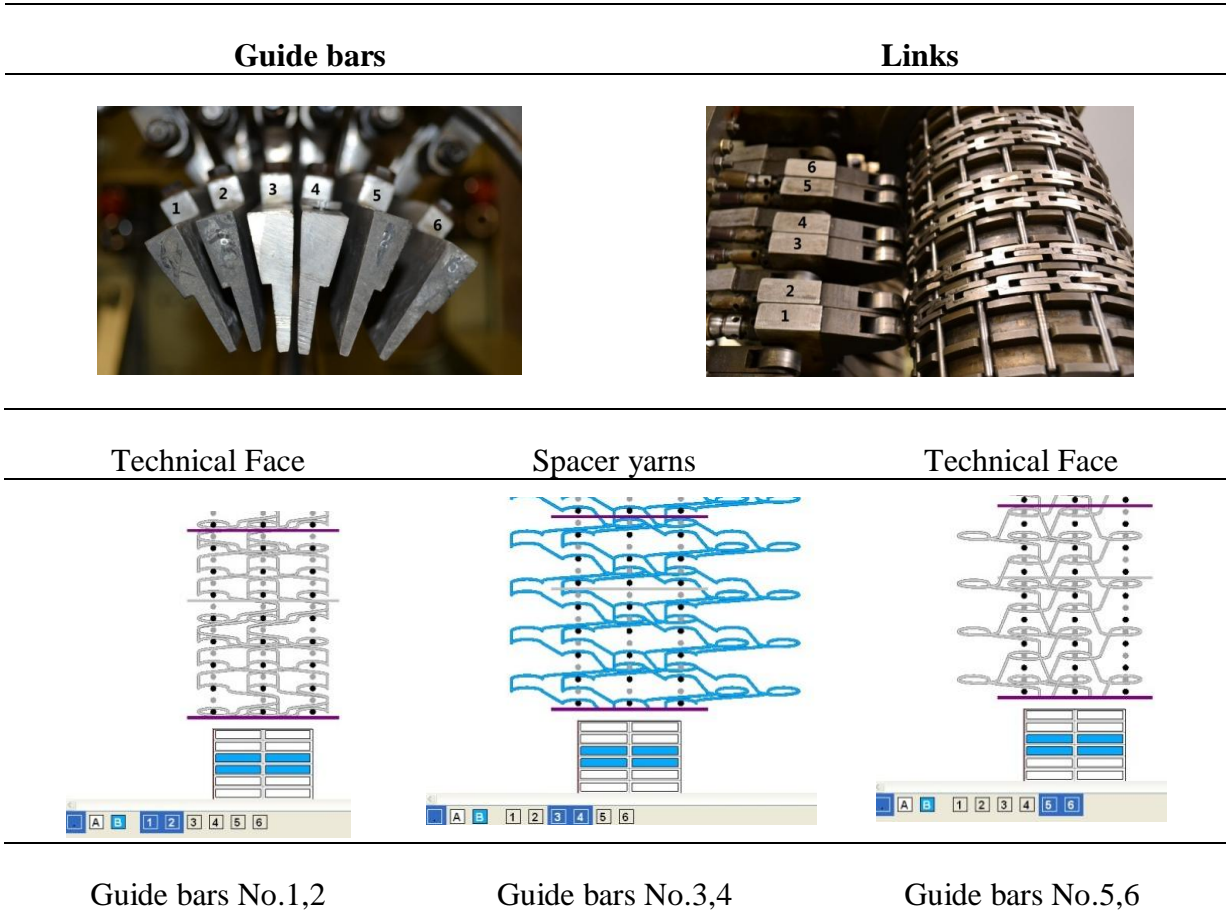 Guide bars Links
1 2 3 4 5 6
6
5
4
3
2
1
Technical Face Spacer yarns Technical Face
A B 1 2 3 4 5 6
A B 1 2 3 4 5 6
A B 1 2 3 4 5 6
Guide bars No.1,2 Guide bars No.3,4 Guide bars No.5,6